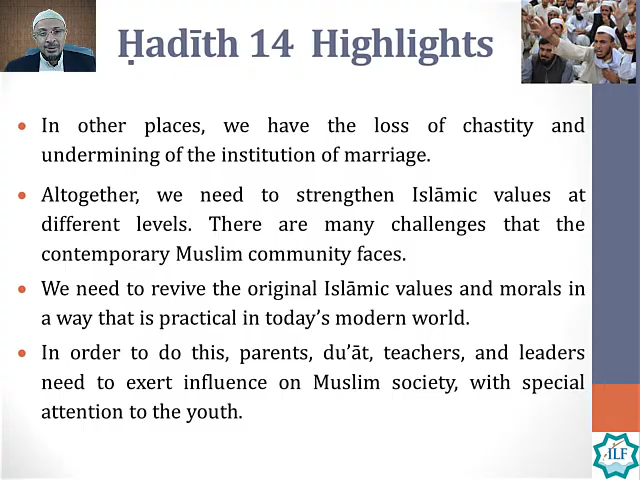 Ḥadīth 14 Highlights
• In other places, we have the loss of chastity and
undermining of the institution of marriage.
• Altogether, we need to strengthen Islāmic values at
different levels. There are many challenges that the
contemporary Muslim community faces.
• We need to revive the original Islāmic values and morals in
a way that is practical in today's modern world.
• In order to do this, parents, du'āt, teachers, and leaders
need to exert influence on Muslim society, with special
attention to the youth.
ILF